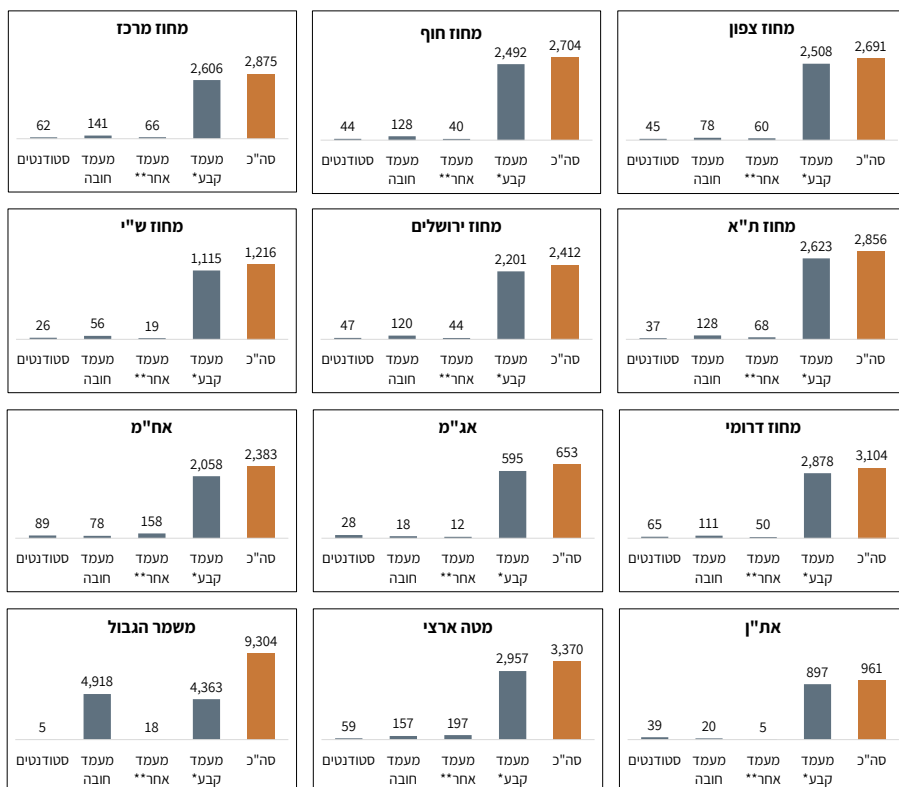 מחוז צפון
2,691
2,508
60
78
45
סה"כ
מעמד קבע*
מעמד אחר**
מעמד חובה
סטודנטים
מחוז חוף
2,704
2,492
40
128
44
סה"כ
מעמד קבע*
מעמד אחר**
מעמד חובה
סטודנטים
מחוז מרכז
2,875
2,606
66
141
62
סה"כ
מעמד קבע*
מעמד אחר**
מעמד חובה
סטודנטים
מחוז ת"א
2,856
2,623
68
128
37
סה"כ
מעמד קבע*
מעמד אחר**
מעמד חובה
סטודנטים
מחוז ירושלים
2,412
2,201
44
120
47
סה"כ
מעמד קבע*
מעמד אחר**
מעמד חובה
סטודנטים
מחוז ש"י
1,216
1,115
19
56
26
סה"כ
מעמד קבע*
מעמד אחר**
מעמד חובה
סטודנטים
מחוז דרומי
3,104
2,878
50
111
65
סה"כ
מעמד קבע*
מעמד אחר**
מעמד חובה
סטודנטים
אג"מ
653
595
12
18
28
סה"כ
מעמד קבע*
מעמד אחר**
מעמד חובה
סטודנטים
אח"מ
2,383
2,058
158
78
89
סה"כ
מעמד קבע*
מעמד אחר**
מעמד חובה
סטודנטים
את"ן
961
897
5
20
39
סה"כ
מעמד קבע*
מעמד אחר**
מעמד חובה
סטודנטים
מטה ארצי
3,370
2,957
197
157
59
סה"כ
מעמד קבע*
מעמד אחר**
מעמד חובה
סטודנטים
משמר הגבול
9,304
4,363
18
4,918
5
סה"כ
מעמד קבע*
מעמד אחר**
מעמד חובה
סטודנטים